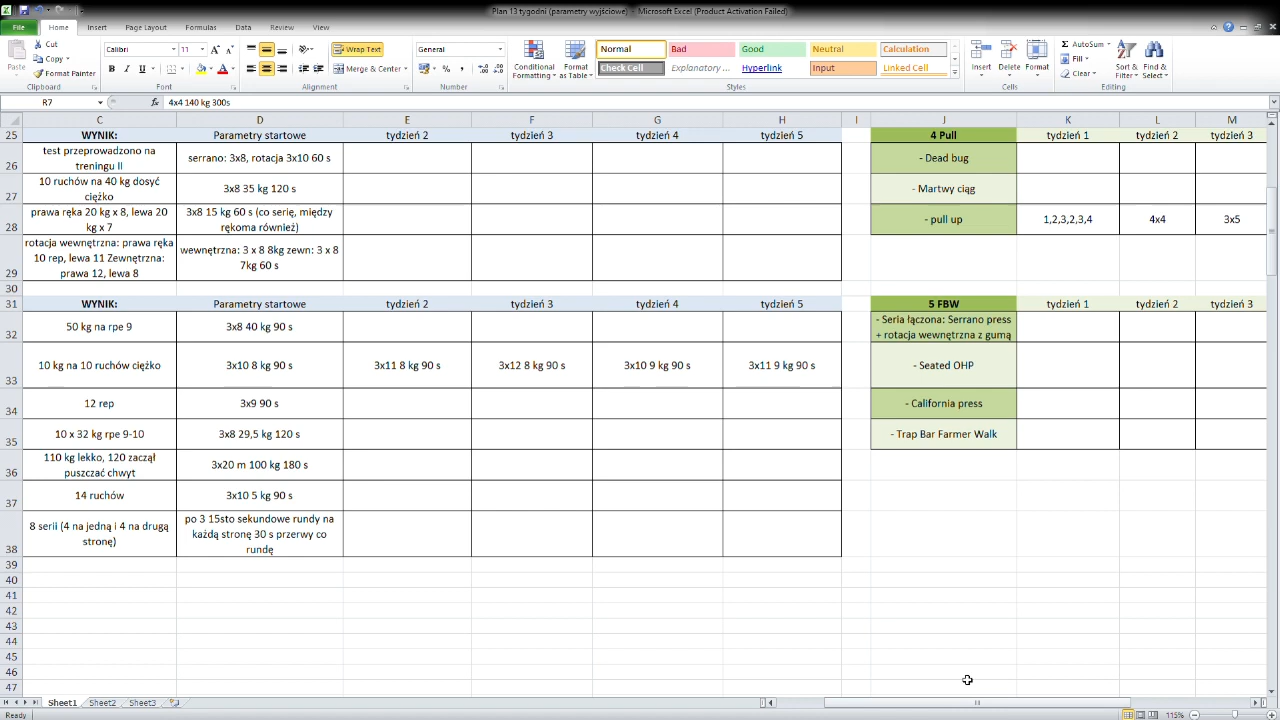 Plan 13 tygodni (parametry wyjściowe) - Microsoft Excel (Product Activation Failed)
File Home Insert Page Layout Formulas Data Review View
Cut
Copy
Format Painter
Paste
Clipboard
Calibri 11
Font
Wrap Text
Merge & Center
Alignment
General
Number
Conditional Formatting
Format as Table
Normal Bad Good Neutral Calculation
Check Cell Explanatory ... Hyperlink Input Linked Cell
Styles
Insert Delete Format
Cells
AutoSum
Fill
Clear
Sort & Filter
Find & Select
Editing
R7 fx 4x4 140 kg 300s
C D E F G H I J K L M
25 WYNIK: Parametry startowe tydzień 2 tydzień 3 tydzień 4 tydzień 5 4 Pull tydzień 1 tydzień 2 tydzień 3
26 test przeprowadzono na
treningu II
serrano: 3x8, rotacja 3x10 60 s
- Dead bug
27 10 ruchów na 40 kg dosyć
ciężko
3x8 35 kg 120 s
- Martwy ciąg
28 prawa ręka 20 kg x 8, lewa 20
kg x 7
3x8 15 kg 60 s (co serię, między
rękoma również)
- pull up 1,2,3,2,3,4 4x4 3x5
29 rotacja wewnętrzna: prawa ręka
10 rep, lewa 11 Zewnętrzna:
prawa 12, lewa 8
wewnętrzna: 3 x 8 8kg zewn: 3 x 8
7kg 60 s
30
31 WYNIK: Parametry startowe tydzień 2 tydzień 3 tydzień 4 tydzień 5 5 FBW tydzień 1 tydzień 2 tydzień 3
32 50 kg na rpe 9 3x8 40 kg 90 s
- Seria łączona: Serrano press
+ rotacja wewnętrzna z gumą
33 10 kg na 10 ruchów ciężko 3x10 8 kg 90 s 3x11 8 kg 90 s 3x12 8 kg 90 s 3x10 9 kg 90 s 3x11 9 kg 90 s - Seated OHP
34 12 rep 3x9 90 s - California press
35 10 x 32 kg rpe 9-10 3x8 29,5 kg 120 s - Trap Bar Farmer Walk
36 110 kg lekko, 120 zaczął
puszczać chwyt
3x20 m 100 kg 180 s
37 14 ruchów 3x10 5 kg 90 s
38 8 serii (4 na jedną i 4 na drugą
stronę)
po 3 15sto sekundowe rundy na
każdą stronę 30 s przerwy co
rundę
39
40
41
42
43
44
45
46
47
Sheet1 Sheet2 Sheet3
Ready 115%